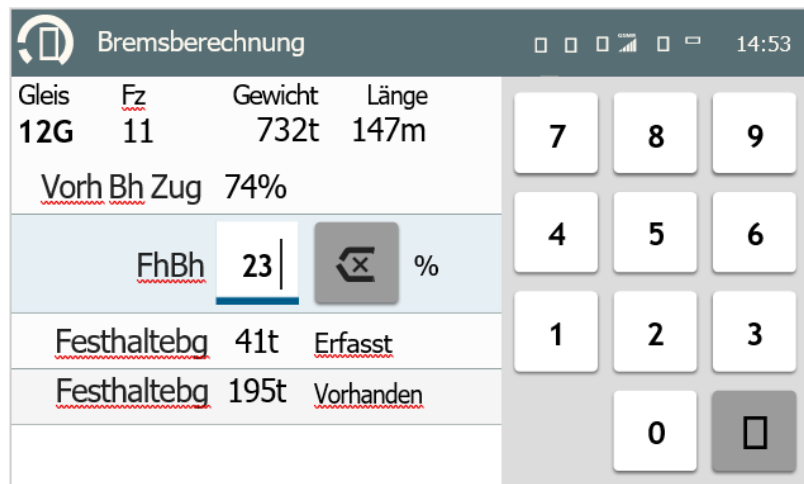 Bremsberechnung GSMR 14:53
Gleis Fz Gewicht Länge
12G 11 732t 147m
Vorh Bh Zug 74%
FhBh 23 %
Festhaltebg 41t Erfasst
Festhaltebg 195t Vorhanden
7 8 9
4 5 6
1 2 3
0